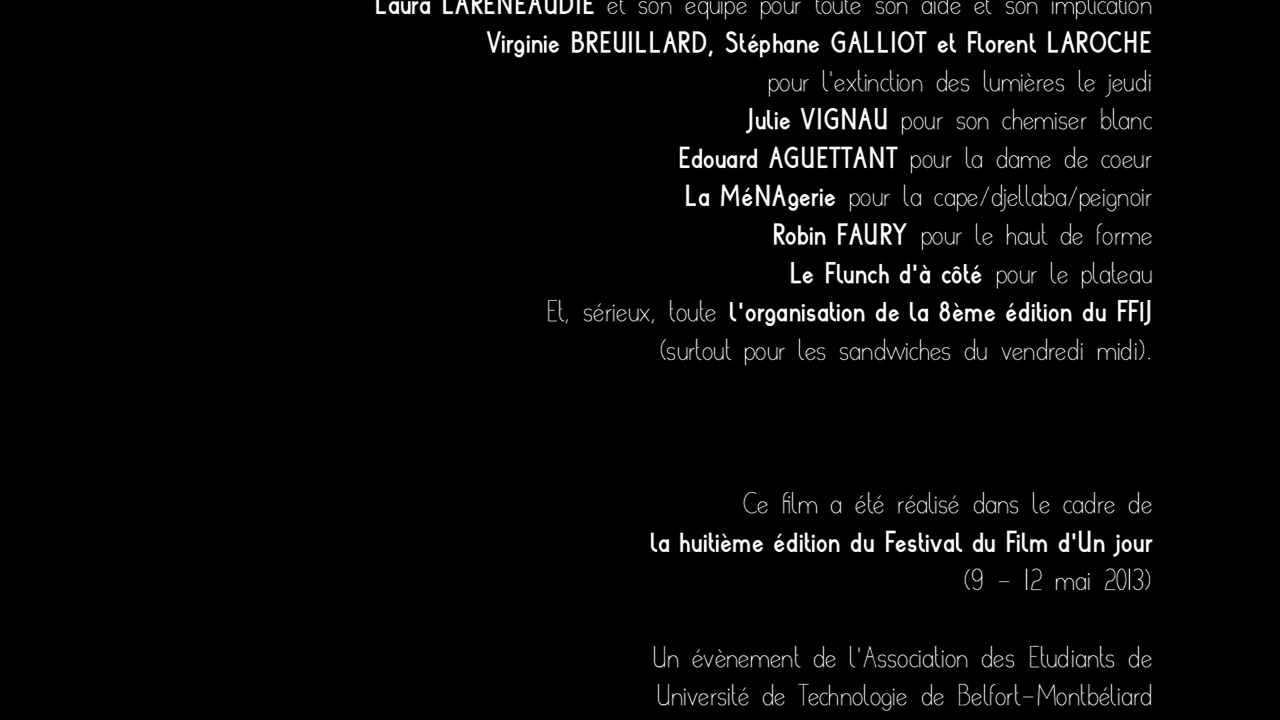 Laura LARENEAUDIE et son équipe pour toute son aide et son implication
Virginie BREUILLARD, Stéphane GALLIOT et Florent LAROCHE
pour l'extinction des lumières le jeudi
Julie VIGNAU pour son chemiser blanc
Edouard AGUETTANT pour la dame de coeur
La MéNAgerie pour la cape/djellaba/peignoir
Robin FAURY pour le haut de forme
Le Flunch d'à côté pour le plateau
Et, sérieux, toute l'organisation de la 8ème édition du FFIJ
(surtout pour les sandwiches du vendredi midi).
Ce film a été réalisé dans le cadre de
la huitième édition du Festival du Film d'Un jour
(9 - 12 mai 2013)
Un évènement de l'Association des Etudiants de
Université de Technologie de Belfort-Montbéliard